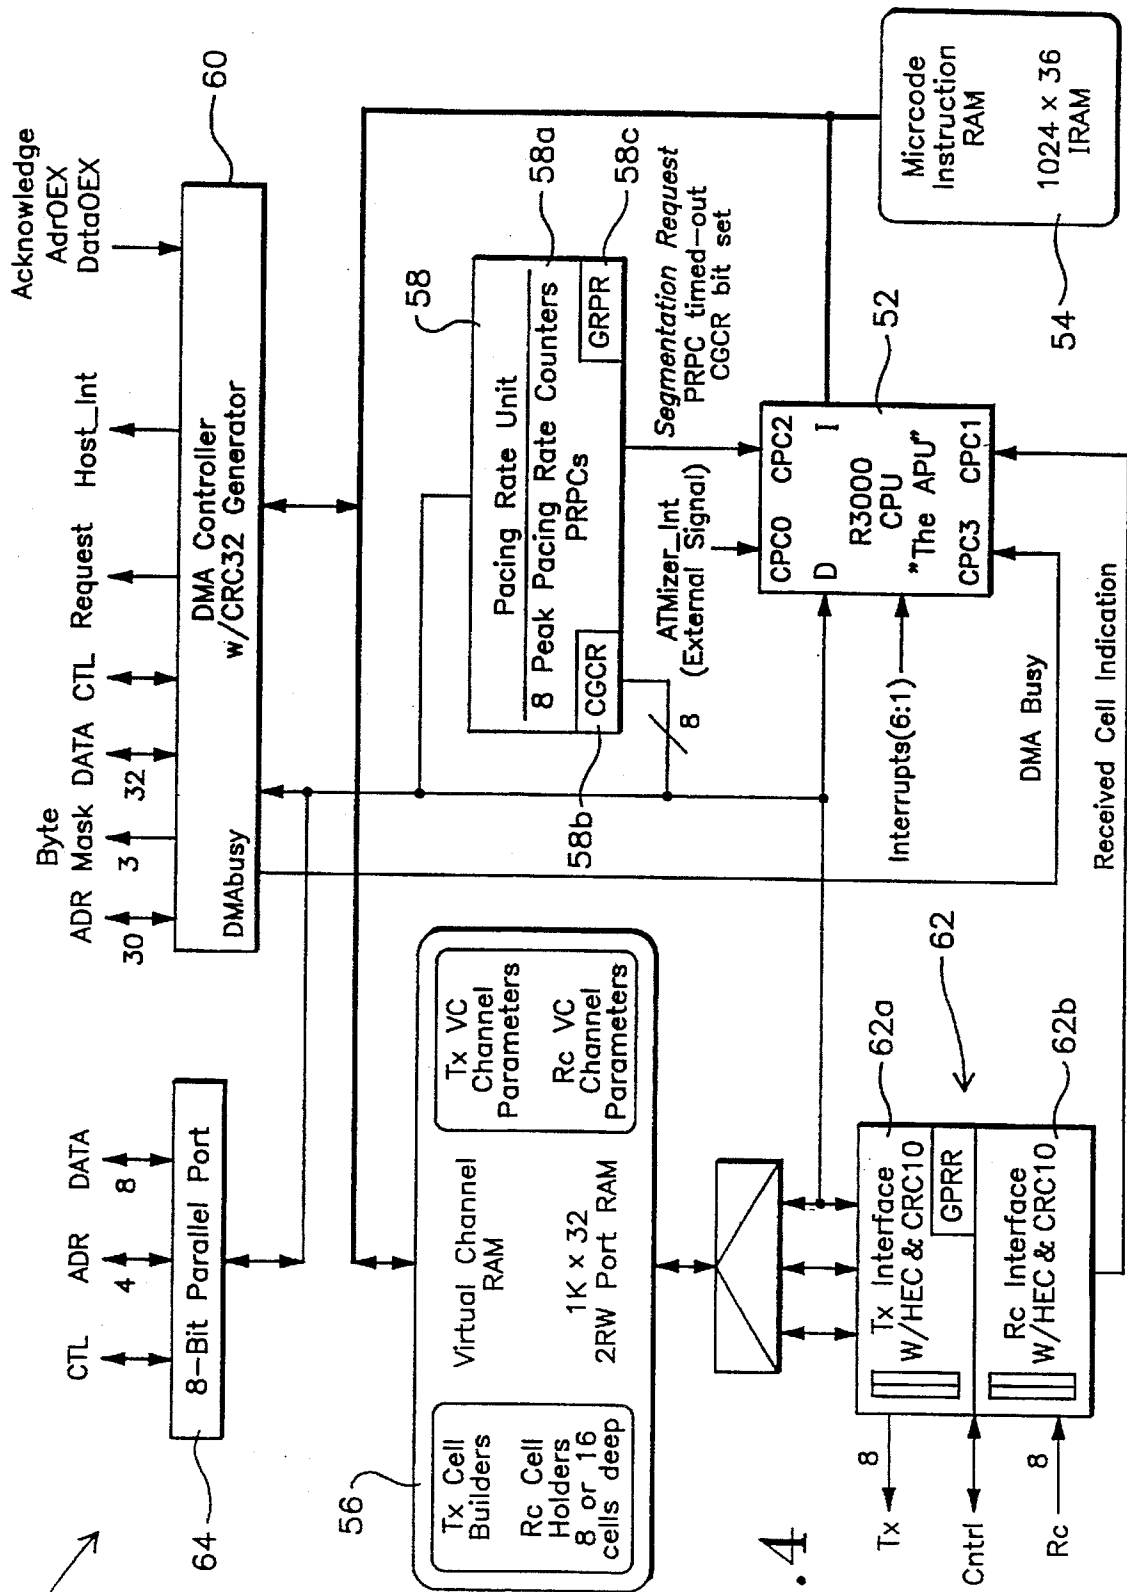 CTL
ADR
DATA
4
8
8-Bit Parallel Port
64
ADR
Byte
Mask
DATA
CTL
Request
Host_Int
Acknowledge
AdrOEX
DataOEX
30
3
32
DMAbusy
DMA Controller
w/CRC32 Generator
60
56
Tx Cell
Builders
Rc Cell
Holders
8 or 16
cells deep
Virtual Channel
RAM
1K x 32
2RW Port RAM
Tx VC
Channel
Parameters
Rc VC
Channel
Parameters
58
Pacing Rate Unit
8 Peak Pacing Rate Counters
PRPCs
58a
CGCR
GRPR
58b
58c
8
ATMizer_Int
(External Signal)
Segmentation Request
PRPC timed-out
CGCR bit set
CPC0
CPC2
D
I
R3000
CPU
"The APU"
CPC3
CPC1
52
Interrupts(6:1)
DMA Busy
Received Cell Indication
Micrcode
Instruction
RAM
1024 x 36
IRAM
54
62
62a
Tx Interface
W/HEC & CRC10
GPRR
Rc Interface
W/HEC & CRC10
62b
8
Tx
Cntrl
8
Rc
.4